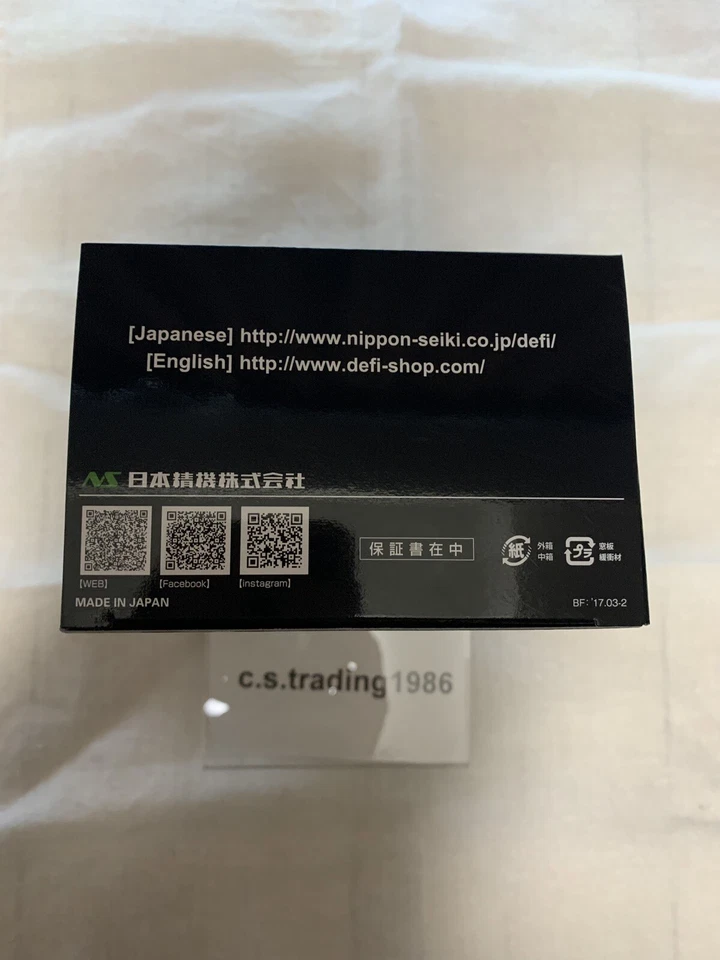 [Japanese] http://www.nippon-seiki.co.jp/defi/
[English] http://www.defi-shop.com/
NS 日本精機株式会社
[WEB]
[Facebook]
[instagram]
保証書在中
紙
外箱
中箱
プラ
窓板
緩衝材
MADE IN JAPAN
BF: '17.03-2
c.s.trading1986